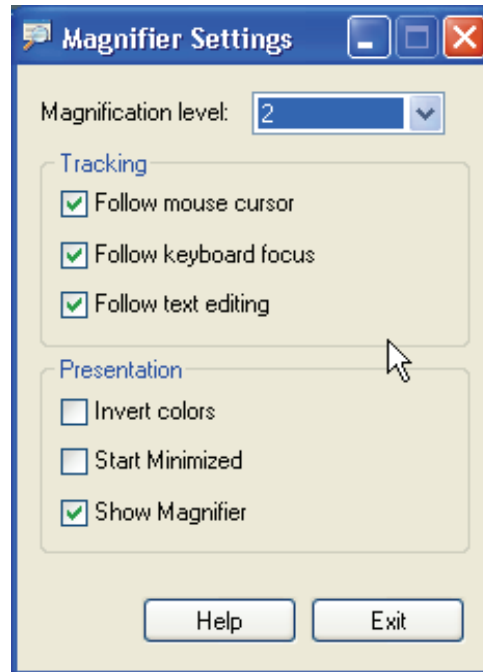 Magnifier Settings
Magnification level: 2
Tracking
Follow mouse cursor
Follow keyboard focus
Follow text editing
Presentation
Invert colors
Start Minimized
Show Magnifier
Help Exit